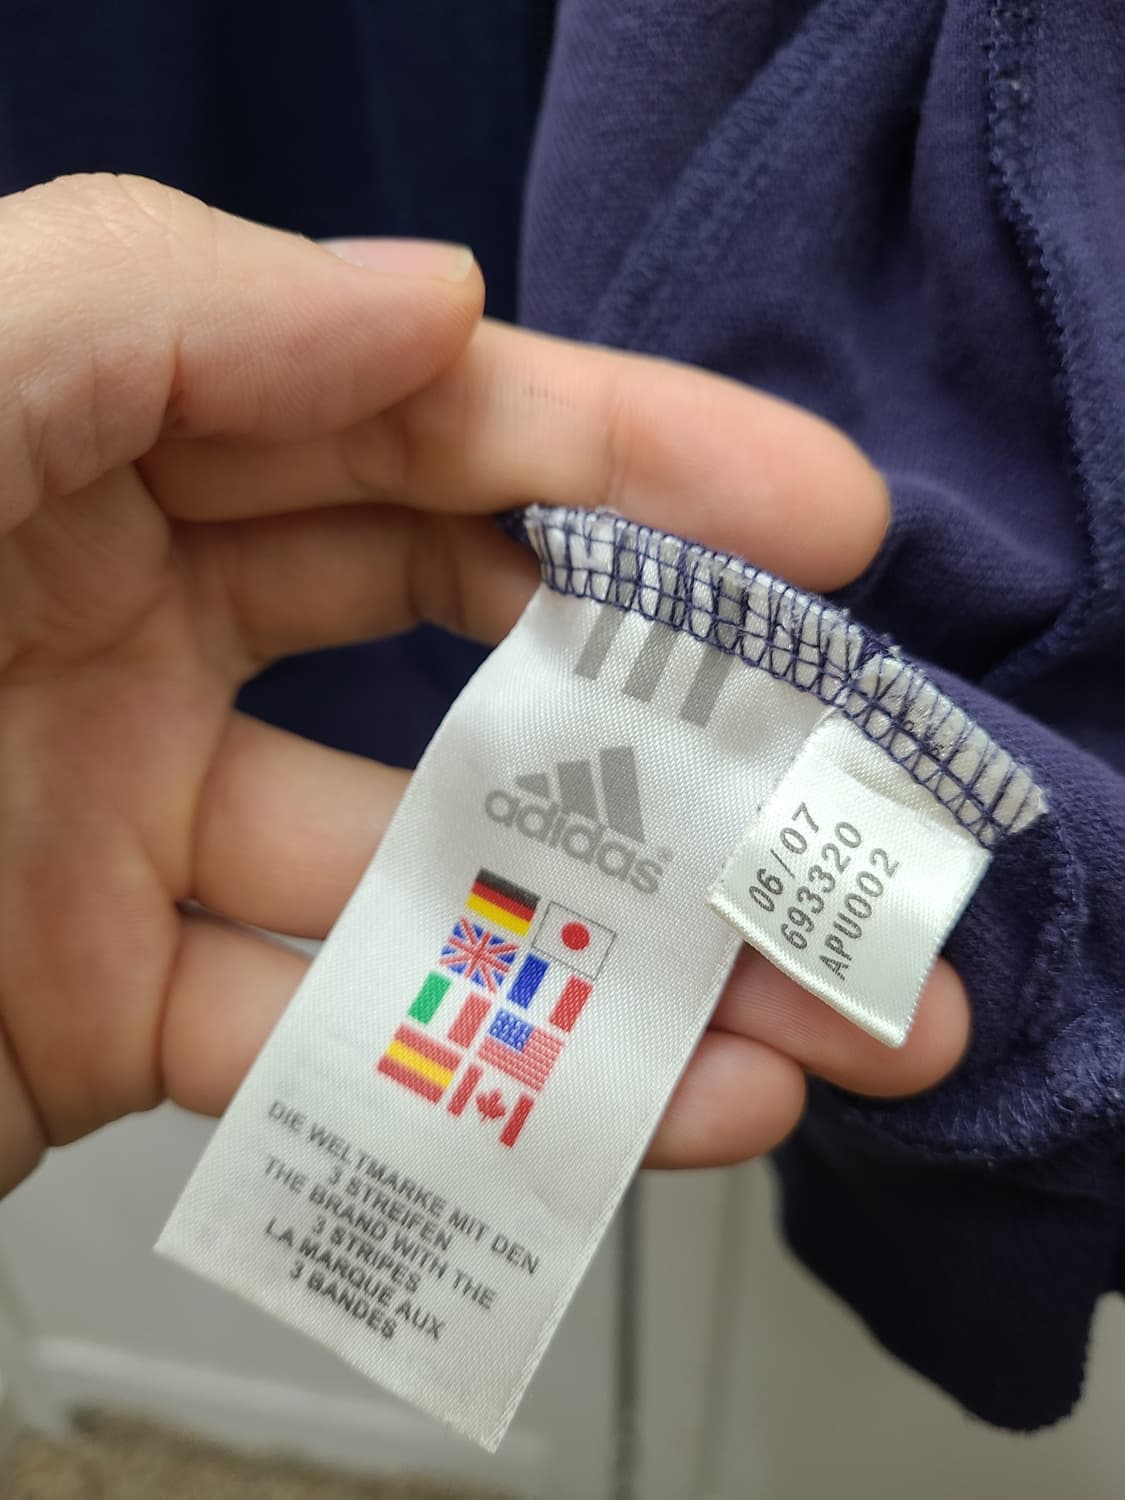 adidas®
DIE WELTMARKE MIT DEN
3 STREIFEN
THE BRAND WITH THE
3 STRIPES
LA MARQUE AUX
3 BANDES
06/07
693320
APU002